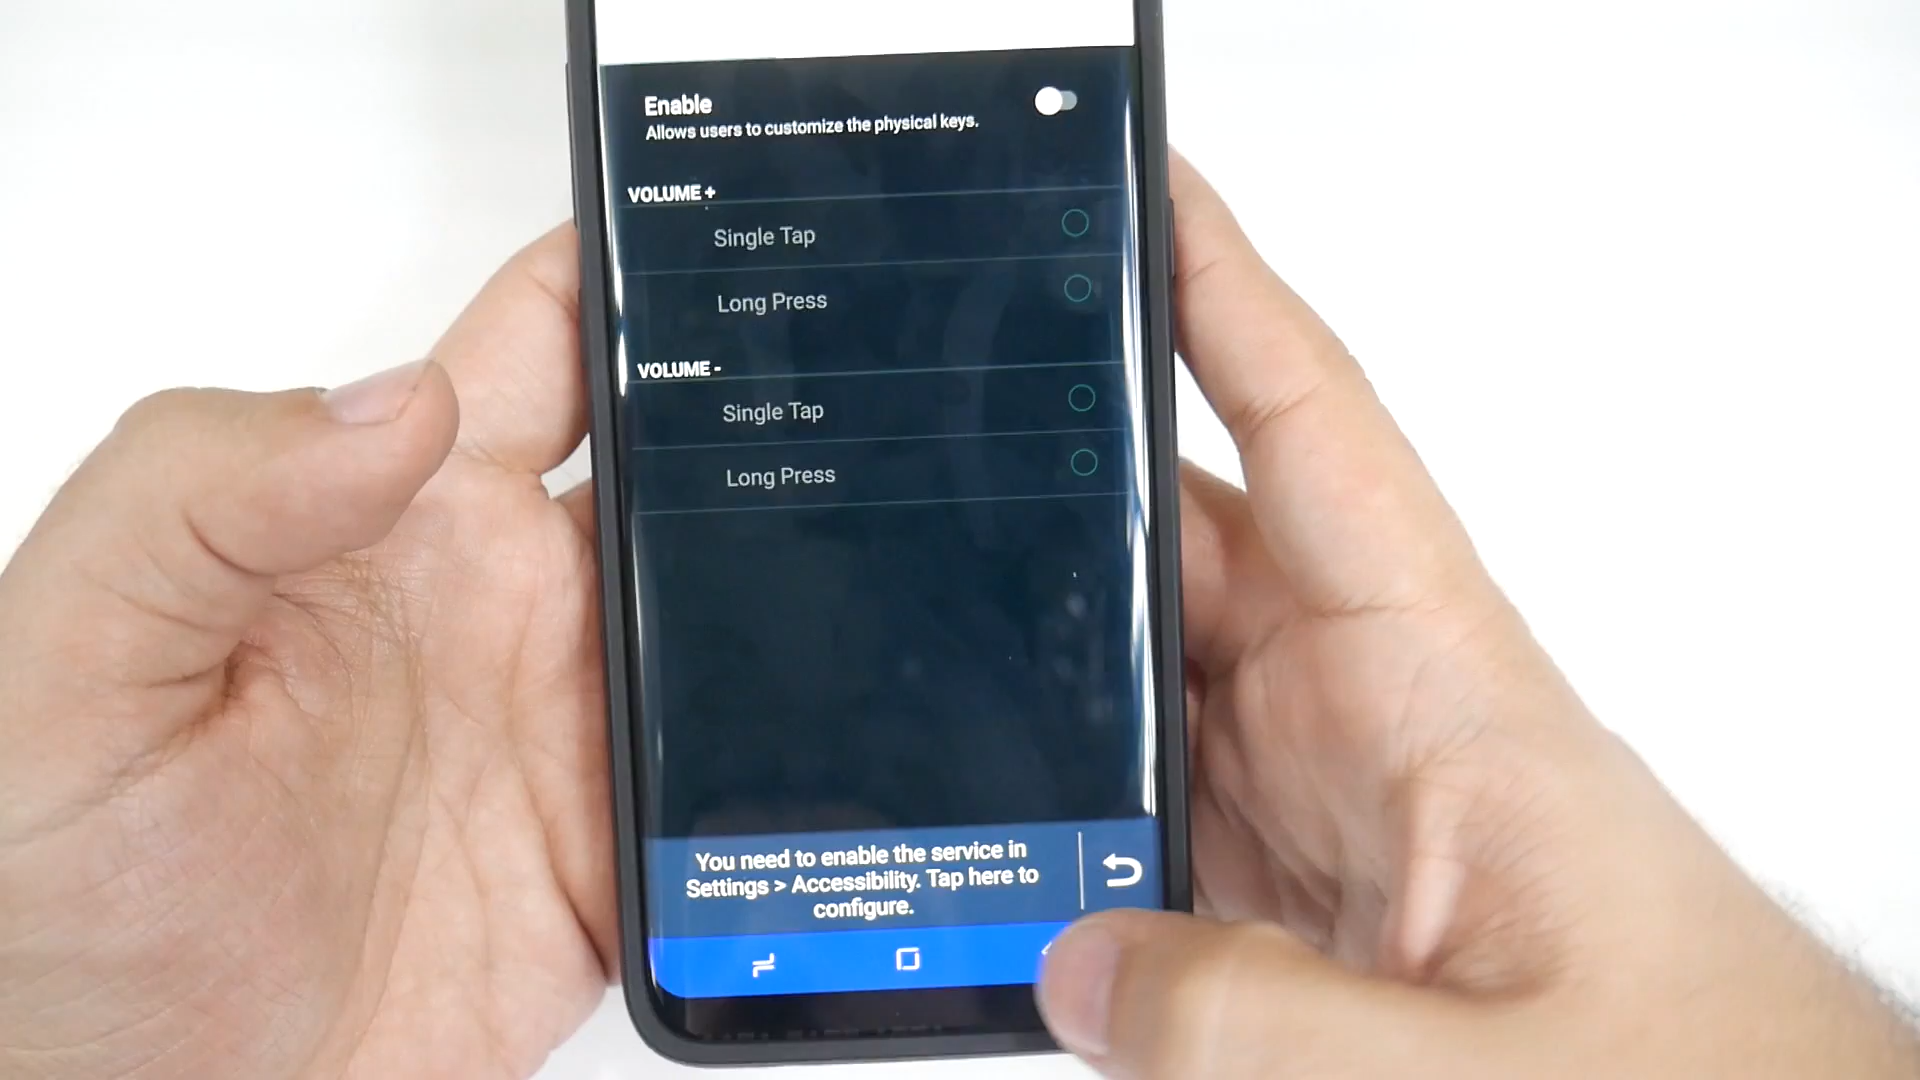 Enable
Allows users to customize the physical keys.
VOLUME +
Single Tap
Long Press
VOLUME -
Single Tap
Long Press
You need to enable the service in
Settings > Accessibility. Tap here to
configure.